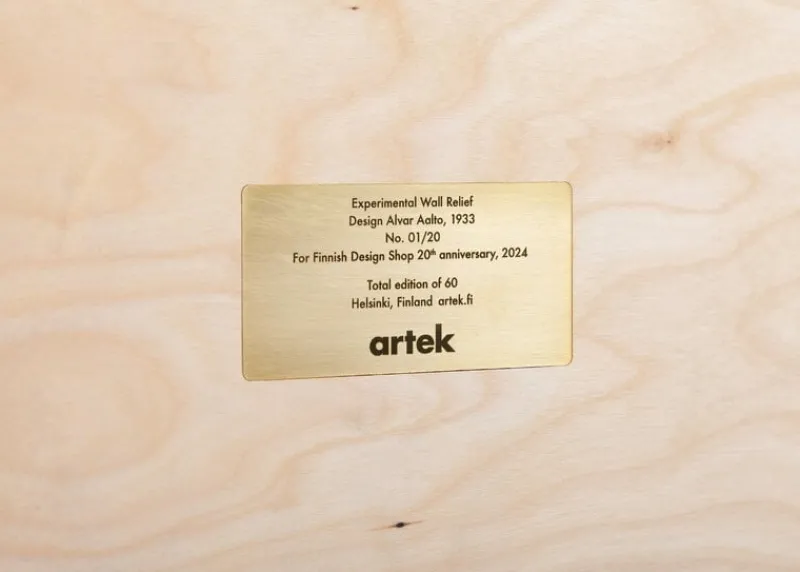 Experimental Wall Relief
Design Alvar Aalto, 1933
No. 01/20
For Finnish Design Shop 20th anniversary, 2024
Total edition of 60
Helsinki, Finland artek.fi
artek